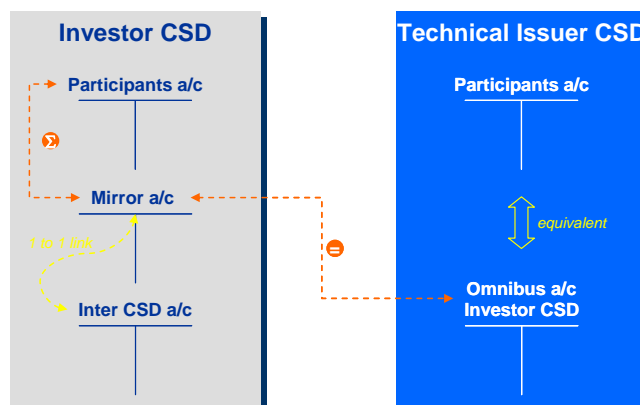 Investor CSD
Participants a/c
Σ
Mirror a/c
1 to 1 link
Inter CSD a/c
=
Technical Issuer CSD
Participants a/c
equivalent
Omnibus a/c
Investor CSD